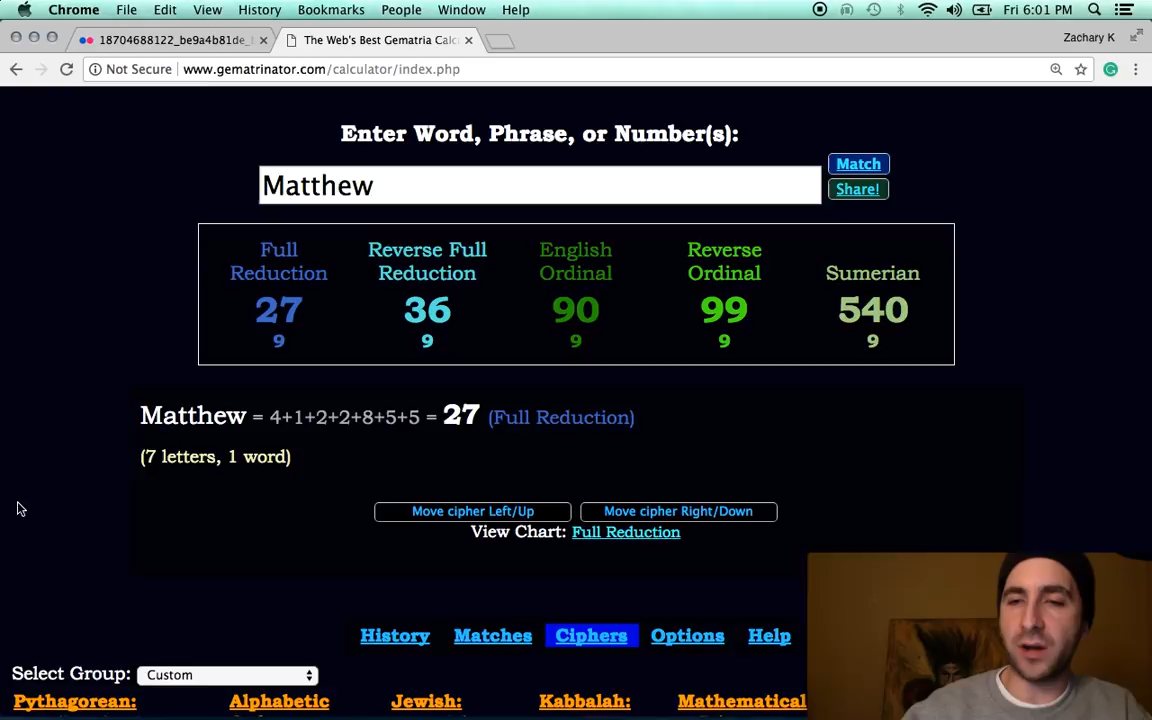 Chrome File Edit View History Bookmarks People Window Help Fri 6:01 PM
18704688122_be9a4b81de_ The Web's Best Gematria Calc Zachary K
Not Secure www.gematrinator.com/calculator/index.php
Enter Word, Phrase, or Number(s):
Matthew
Match
Share!
Full Reduction
27
9
Reverse Full Reduction
36
9
English Ordinal
90
9
Reverse Ordinal
99
9
Sumerian
540
9
Matthew = 4+1+2+2+8+5+5 = 27 (Full Reduction)
(7 letters, 1 word)
Move cipher Left/Up Move cipher Right/Down
View Chart: Full Reduction
History Matches Ciphers Options Help
Select Group: Custom
Pythagorean: Alphabetic Jewish: Kabbalah: Mathematical